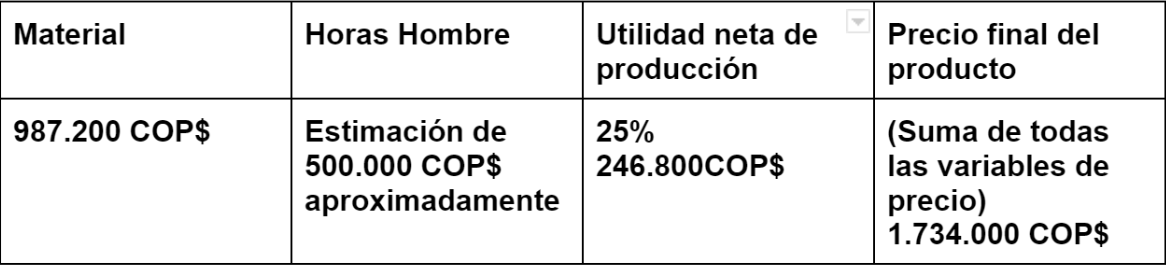 Material
Horas Hombre
Utilidad neta de
producción
Precio final del
producto
987.200 COP$
Estimación de
500.000 COP$
aproximadamente
25%
246.800COP$
(Suma de todas
las variables de
precio)
1.734.000 COP$